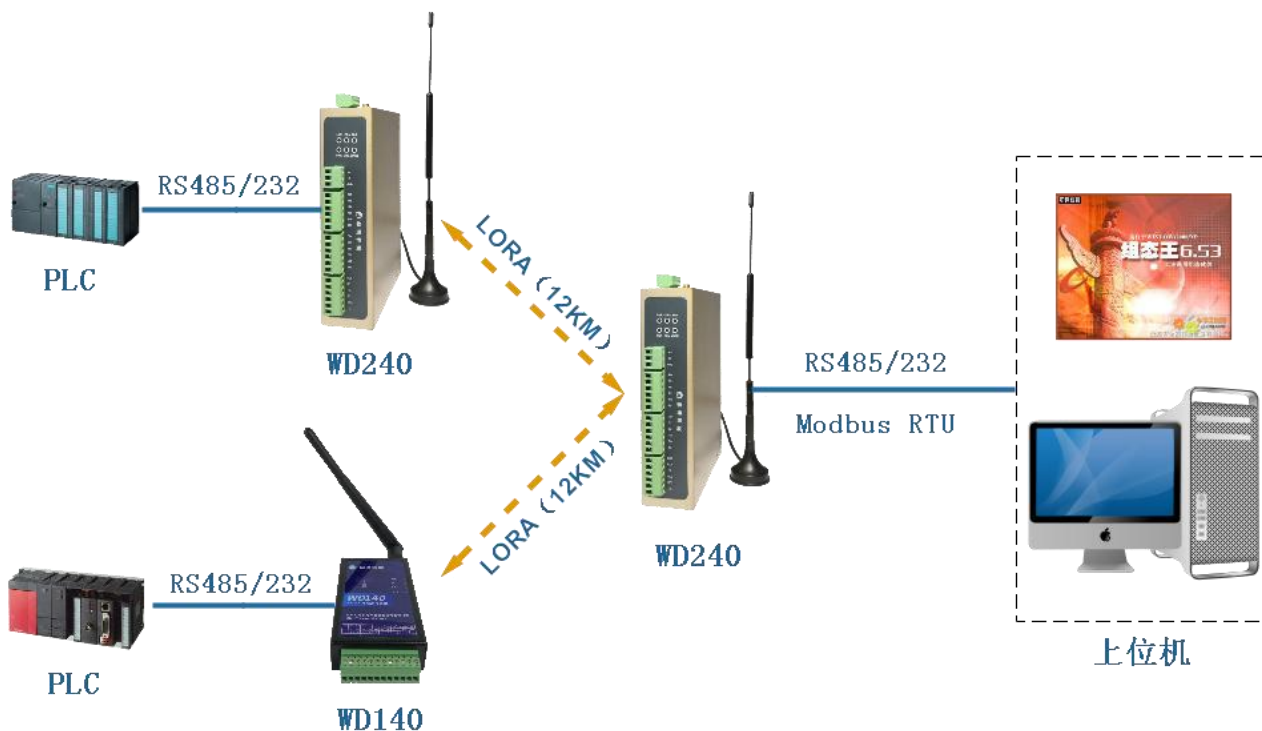 RS485/232
PLC
WD240
LORA（12KM）
RS485/232
PLC
WD140
WD140
LORA（12KM）
WD240
RS485/232
Modbus RTU
组态王6.53
上位机